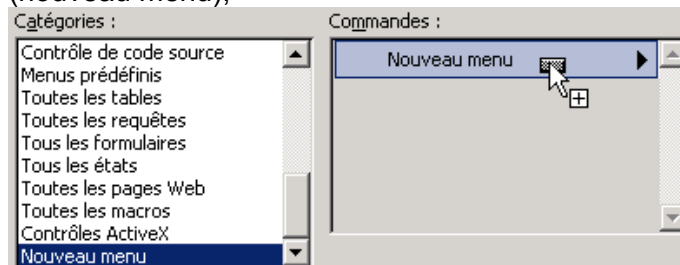 (nouveau menu),
Catégories :
Contrôle de code source
Menus prédéfinis
Toutes les tables
Toutes les requêtes
Tous les formulaires
Tous les états
Toutes les pages Web
Toutes les macros
Contrôles ActiveX
Nouveau menu
Commandes :
Nouveau menu